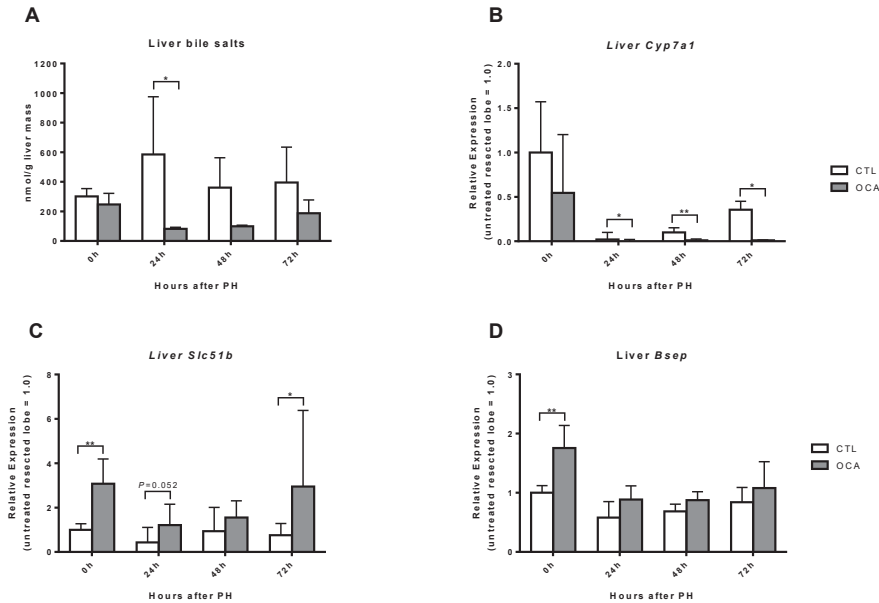 A
Liver bile salts
1200
1000
800
600
400
200
0
nmol/g liver mass
*
0h
24h
48h
72h
Hours after PH
B
Liver Cyp7a1
2.0
1.5
1.0
0.5
0.0
Relative Expression
(untreated resected lobe = 1.0)
*
**
*
0h
24h
48h
72h
Hours after PH
CTL
OCA
C
Liver Slc51b
8
6
4
2
0
Relative Expression
(untreated resected lobe = 1.0)
**
P=0.052
*
0h
24h
48h
72h
Hours after PH
D
Liver Bsep
3
2
1
0
Relative Expression
(untreated resected lobe = 1.0)
**
0h
24h
48h
72h
Hours after PH
CTL
OCA